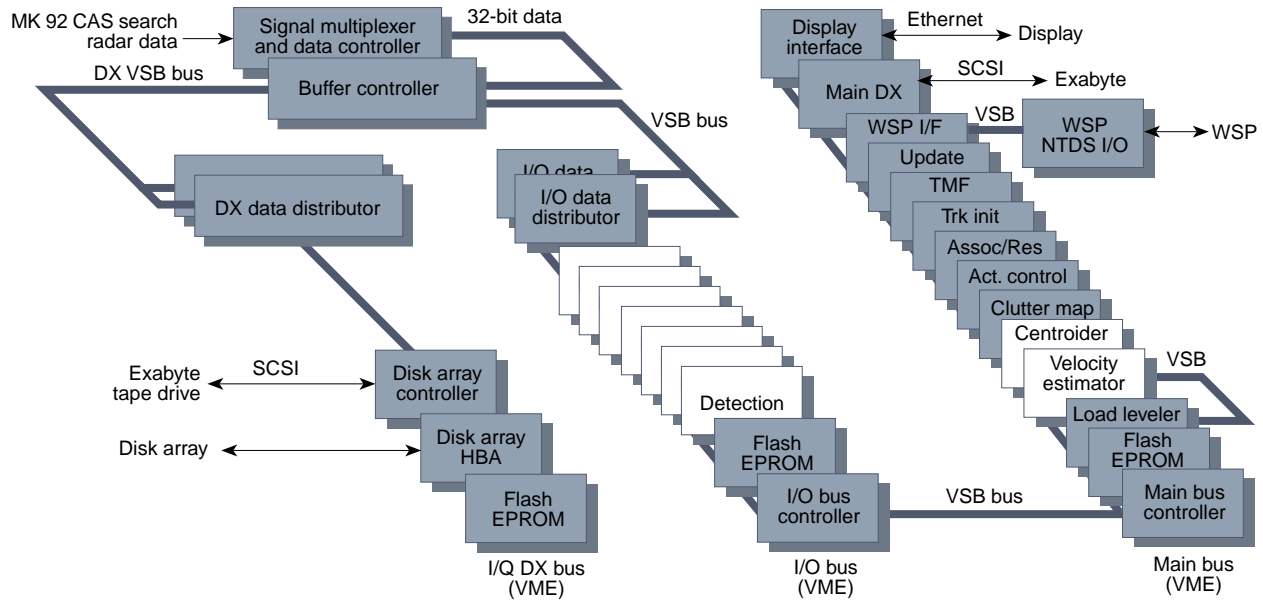 MK 92 CAS search
radar data
Signal multiplexer
and data controller
32-bit data
DX VSB bus
Buffer controller
VSB bus
DX data distributor
I/O data
I/O data
distributor
Exabyte
tape drive
SCSI
Disk array
controller
Disk array
Disk array
HBA
Flash
EPROM
I/Q DX bus
(VME)
Detection
Flash
EPROM
I/O bus
controller
I/O bus
(VME)
VSB bus
Display
interface
Ethernet
Display
Main DX
SCSI
Exabyte
WSP I/F
VSB
WSP
NTDS I/O
WSP
Update
TMF
Trk init
Assoc/Res
Act. control
Clutter map
Centroider
Velocity
estimator
VSB
Load leveler
Flash
EPROM
Main bus
controller
Main bus
(VME)